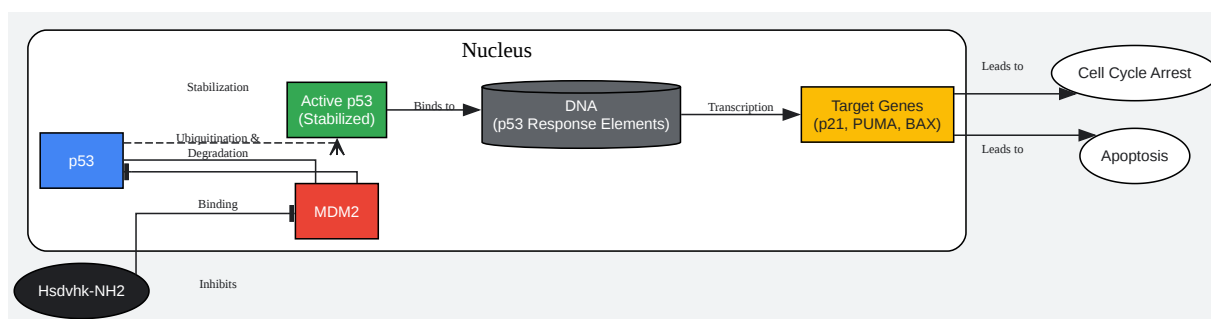 Nucleus
Leads to
Cell Cycle Arrest
Stabilization
Active p53
(Stabilized)
Binds to
DNA
(p53 Response Elements)
Transcription
Target Genes
(p21, PUMA, BAX)
Ubiquitination &
Degradation
p53
Leads to
Apoptosis
Binding
MDM2
Hsdvhk-NH2
Inhibits